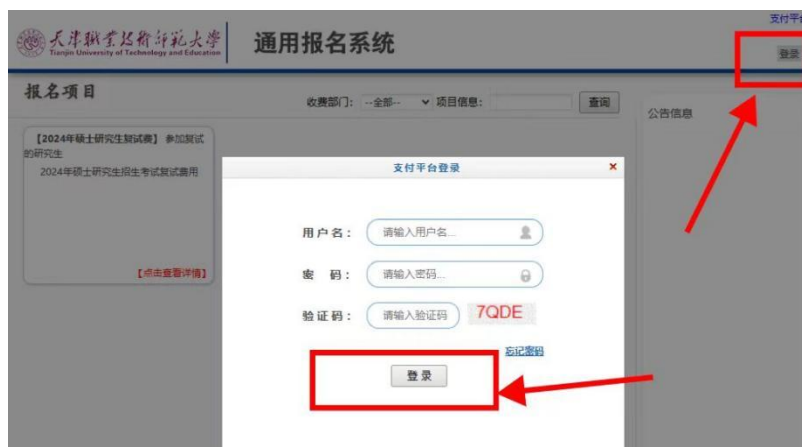 支付平台
天津职业技术师范大学
Tianjin University of Technology and Education
通用报名系统
登录
报名项目
收费部门: --全部-- 项目信息: 查询
公告信息
【2024年硕士研究生复试费】 参加复试
的研究生
2024年硕士研究生招生考试复试费用
【点击查看详情】
支付平台登录
用户名: 请输入用户名...
密 码: 请输入密码...
验证码: 请输入验证码 7QDE
忘记密码
登 录